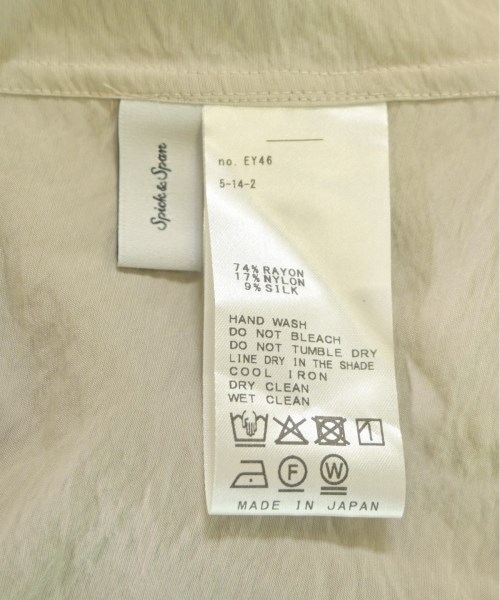 Spick & Span
no. EY46
5-14-2
74% RAYON
17% NYLON
9% SILK
HAND WASH
DO NOT BLEACH
DO NOT TUMBLE DRY
LINE DRY IN THE SHADE
COOL IRON
DRY CLEAN
WET CLEAN
F W
MADE IN JAPAN